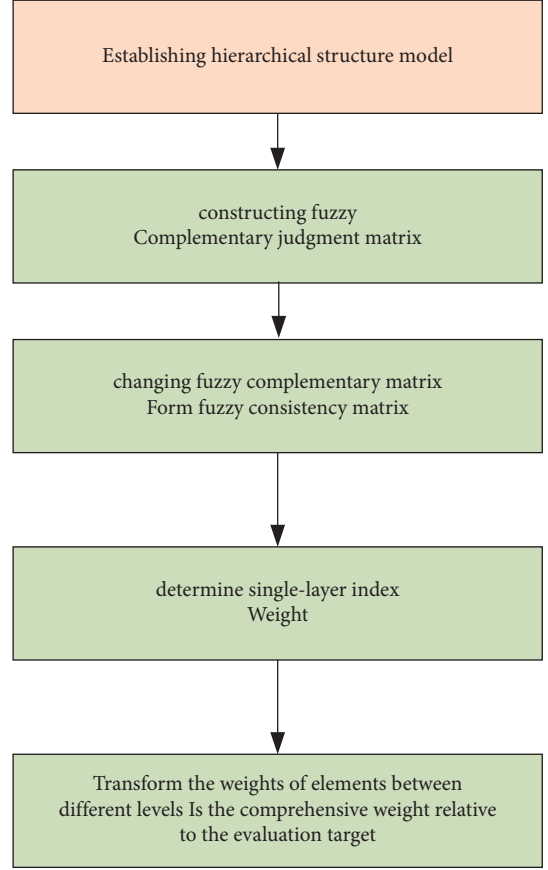 Establishing hierarchical structure model
constructing fuzzy
Complementary judgment matrix
changing fuzzy complementary matrix
Form fuzzy consistency matrix
determine single-layer index
Weight
Transform the weights of elements between
different levels Is the comprehensive weight relative
to the evaluation target